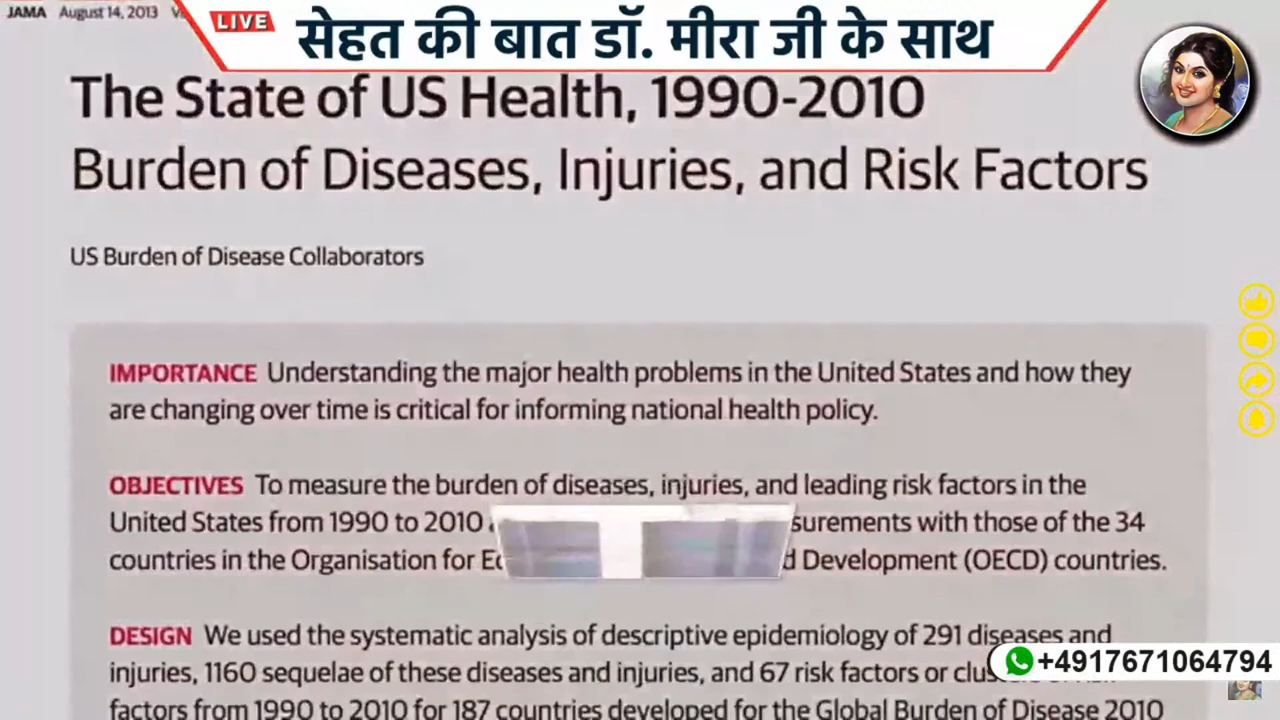 JAMA August 14, 2013
LIVE
सेहत की बात डॉ. मीरा जी के साथ
The State of US Health, 1990-2010
Burden of Diseases, Injuries, and Risk Factors
US Burden of Disease Collaborators
IMPORTANCE Understanding the major health problems in the United States and how they
are changing over time is critical for informing national health policy.
OBJECTIVES To measure the burden of diseases, injuries, and leading risk factors in the
United States from 1990 to 2010 surements with those of the 34
countries in the Organisation for Development (OECD) countries.
DESIGN We used the systematic analysis of descriptive epidemiology of 291 diseases and
injuries, 1160 sequelae of these diseases and injuries, and 67 risk factors or
factors from 1990 to 2010 for 187 countries developed for the Global Burden of Disease 2010
+4917671064794